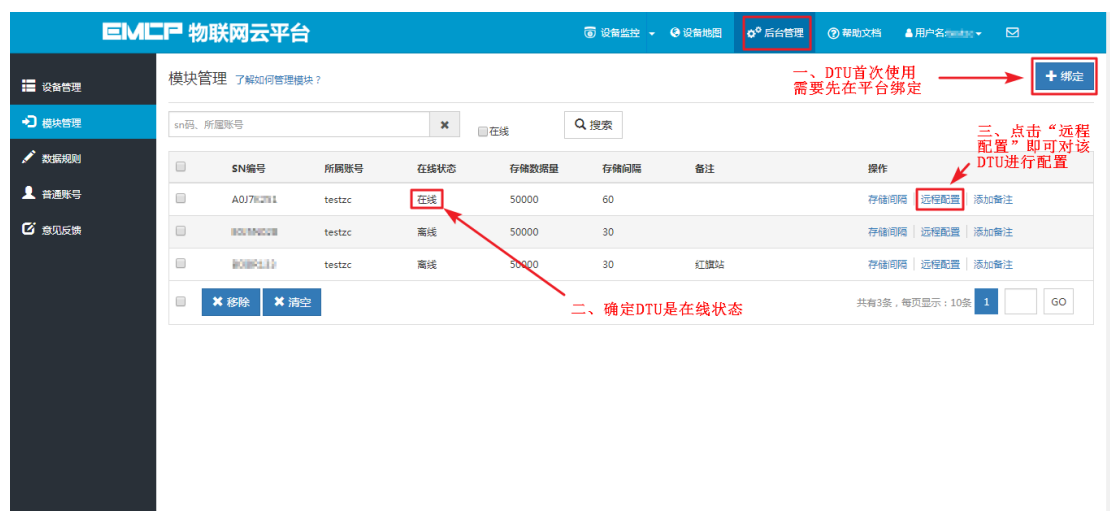 EMCP 物联网云平台
设备监控
设备地图
后台管理
帮助文档
用户名:
设备管理
模块管理
数据规则
普通账号
意见反馈
模块管理 了解如何管理模块?
一、DTU首次使用
需要先在平台绑定
绑定
sn码、所属账号
在线
搜索
三、点击“远程
配置”即可对该
DTU进行配置
SN编号 所属账号 在线状态 存储数据量 存储间隔 备注 操作
A0J7 testzc 在线 50000 60 存储间隔 远程配置 添加备注
testzc 离线 50000 30 存储间隔 远程配置 添加备注
testzc 离线 50000 30 红旗站 存储间隔 远程配置 添加备注
移除 清空
共有3条,每页显示:10条 1 GO
二、确定DTU是在线状态